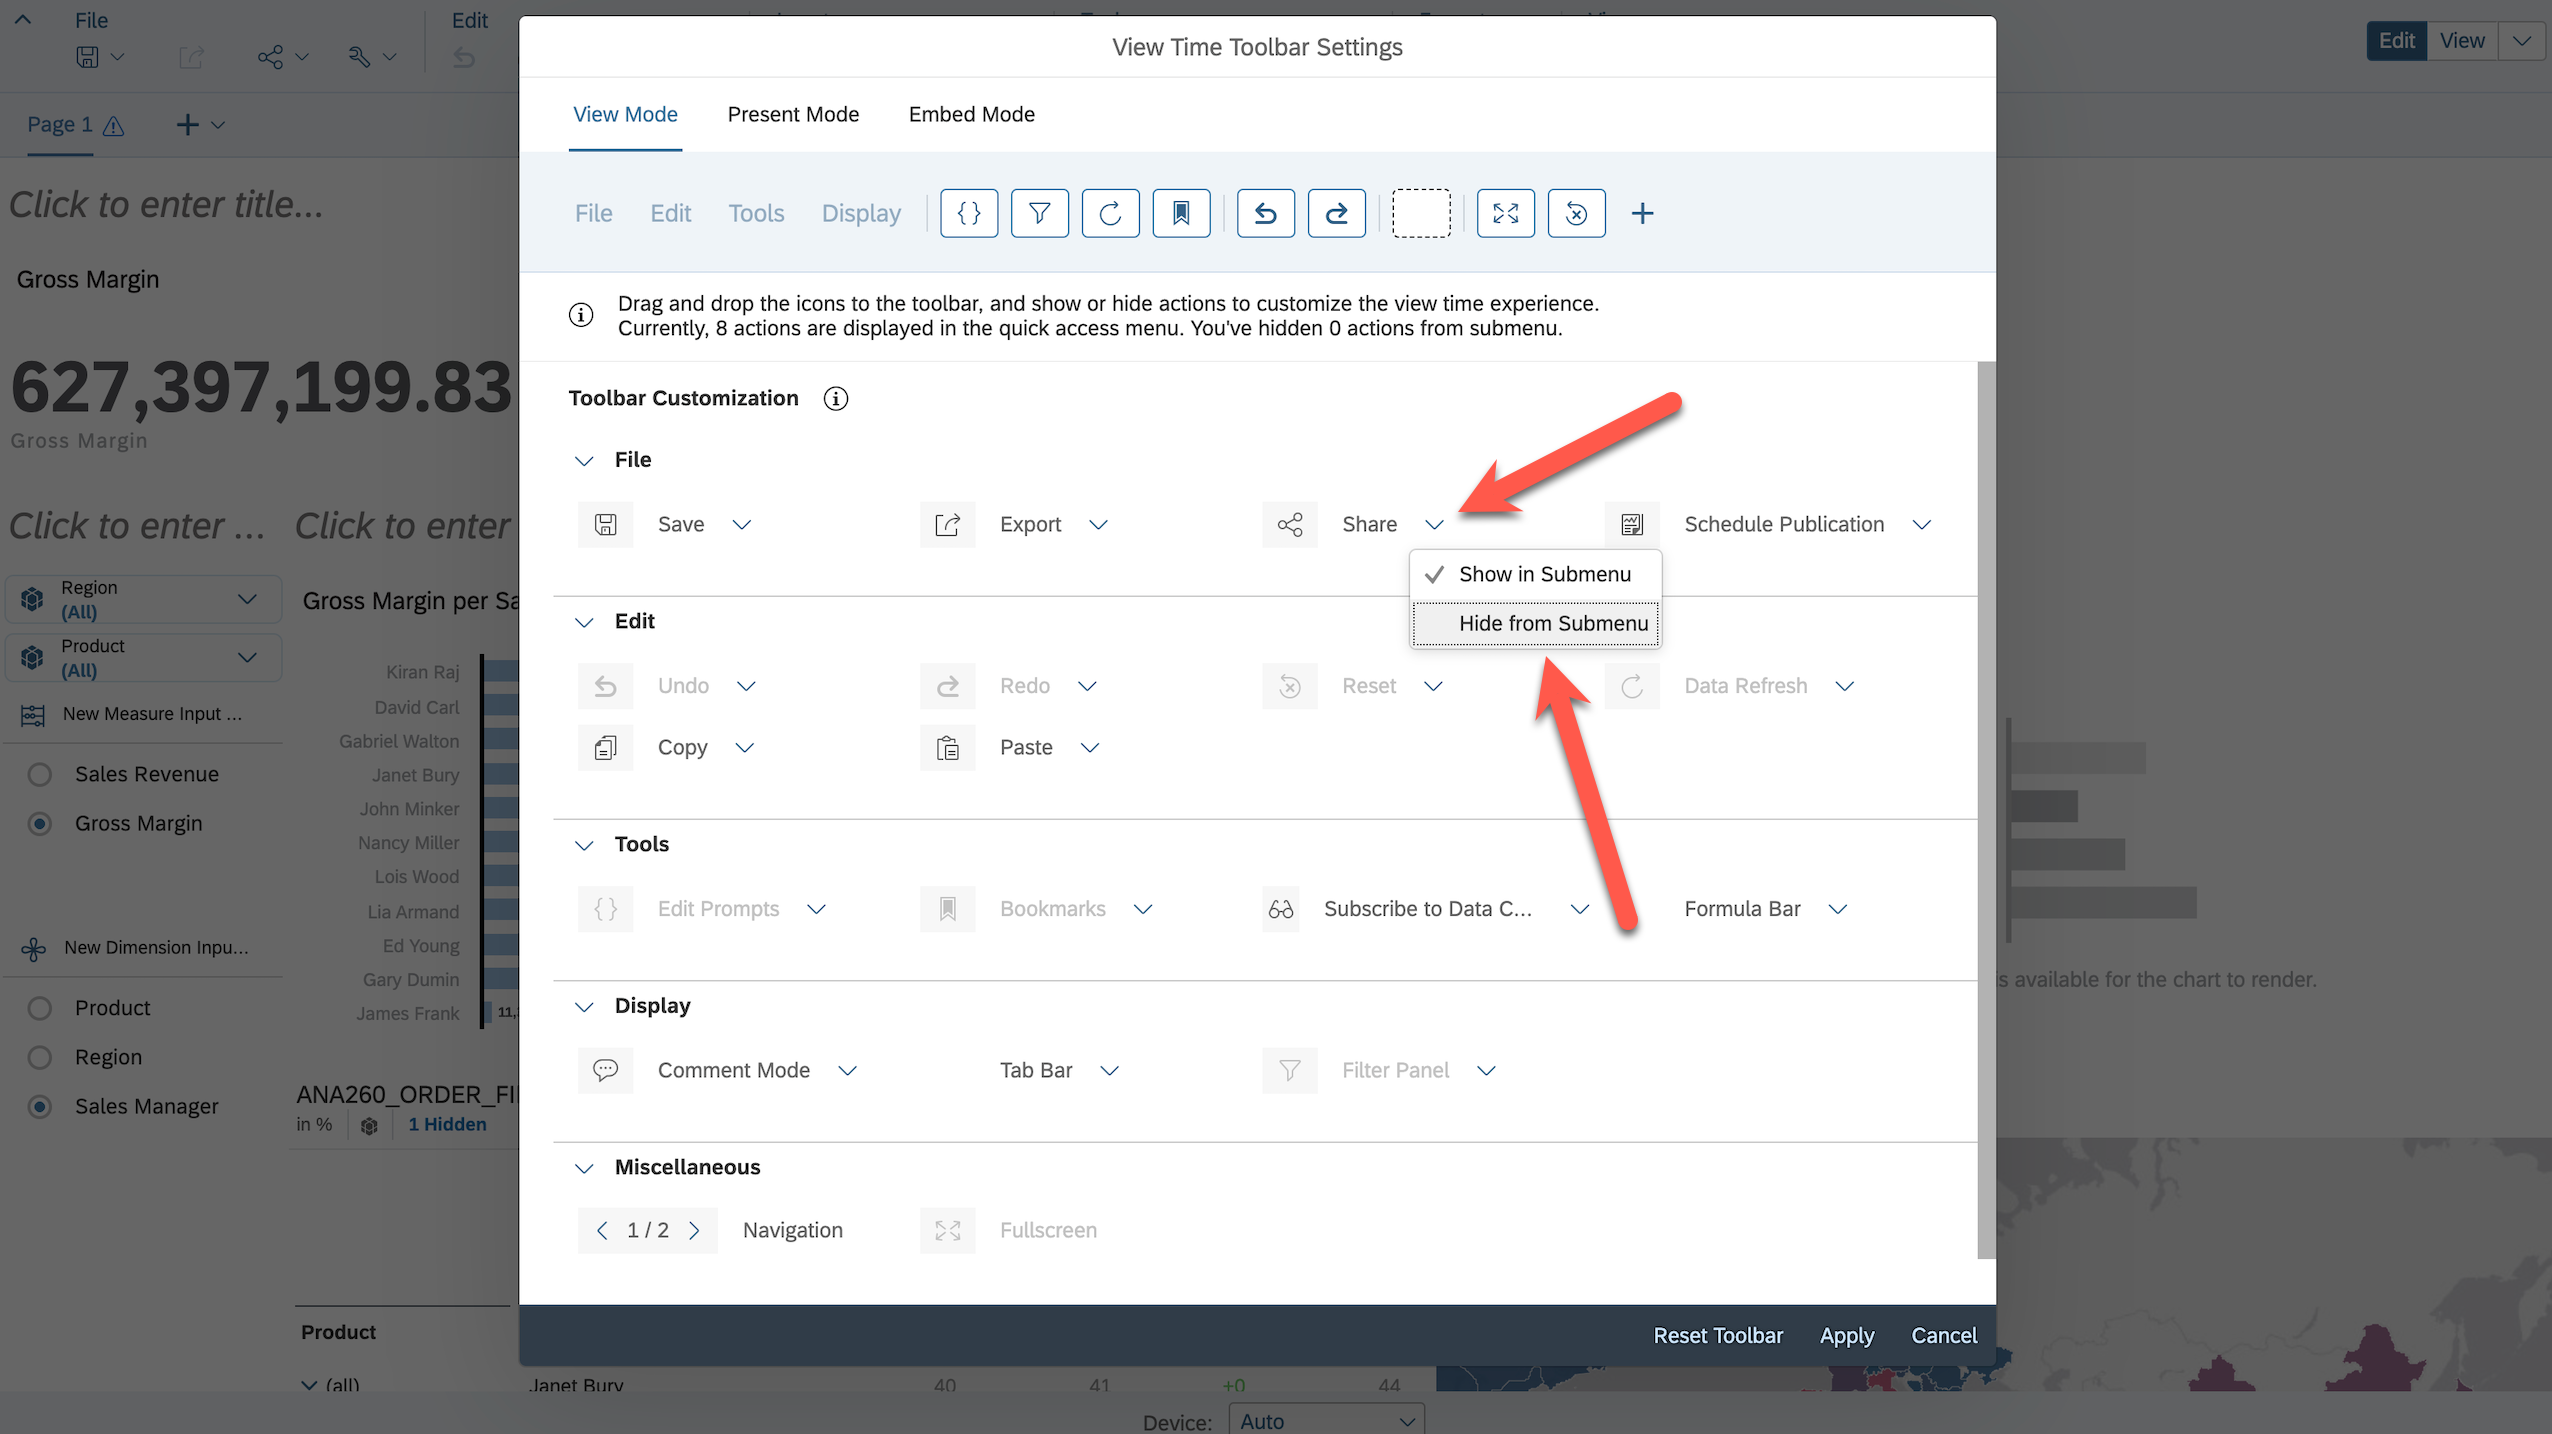 File
Edit
Edit
View
Page 1
Click to enter title...
Gross Margin
627,397,199.83
Gross Margin
Click to enter ...
Click to enter
Region
(All)
Product
(All)
New Measure Input ...
Sales Revenue
Gross Margin
New Dimension Inpu...
Product
Region
Sales Manager
Gross Margin per Sa
Kiran Raj
David Carl
Gabriel Walton
Janet Bury
John Minker
Nancy Miller
Lois Wood
Lia Armand
Ed Young
Gary Dumin
James Frank
11,
ANA260_ORDER_FI
in %
1 Hidden
Product
(all)
Janet Bury
40
41
+0
44
Device:
Auto
s available for the chart to render.
View Time Toolbar Settings
View Mode
Present Mode
Embed Mode
File
Edit
Tools
Display
Drag and drop the icons to the toolbar, and show or hide actions to customize the view time experience.
Currently, 8 actions are displayed in the quick access menu. You've hidden 0 actions from submenu.
Toolbar Customization
File
Save
Export
Share
Schedule Publication
Show in Submenu
Hide from Submenu
Edit
Undo
Redo
Reset
Data Refresh
Copy
Paste
Tools
Edit Prompts
Bookmarks
Subscribe to Data C...
Formula Bar
Display
Comment Mode
Tab Bar
Filter Panel
Miscellaneous
1 / 2
Navigation
Fullscreen
Reset Toolbar
Apply
Cancel